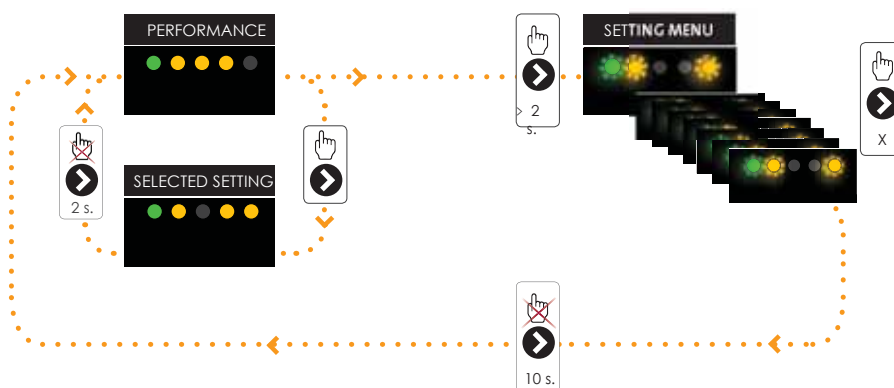 PERFORMANCE
SETTING MENU
> 2
s.
X
SELECTED SETTING
2 s.
10 s.